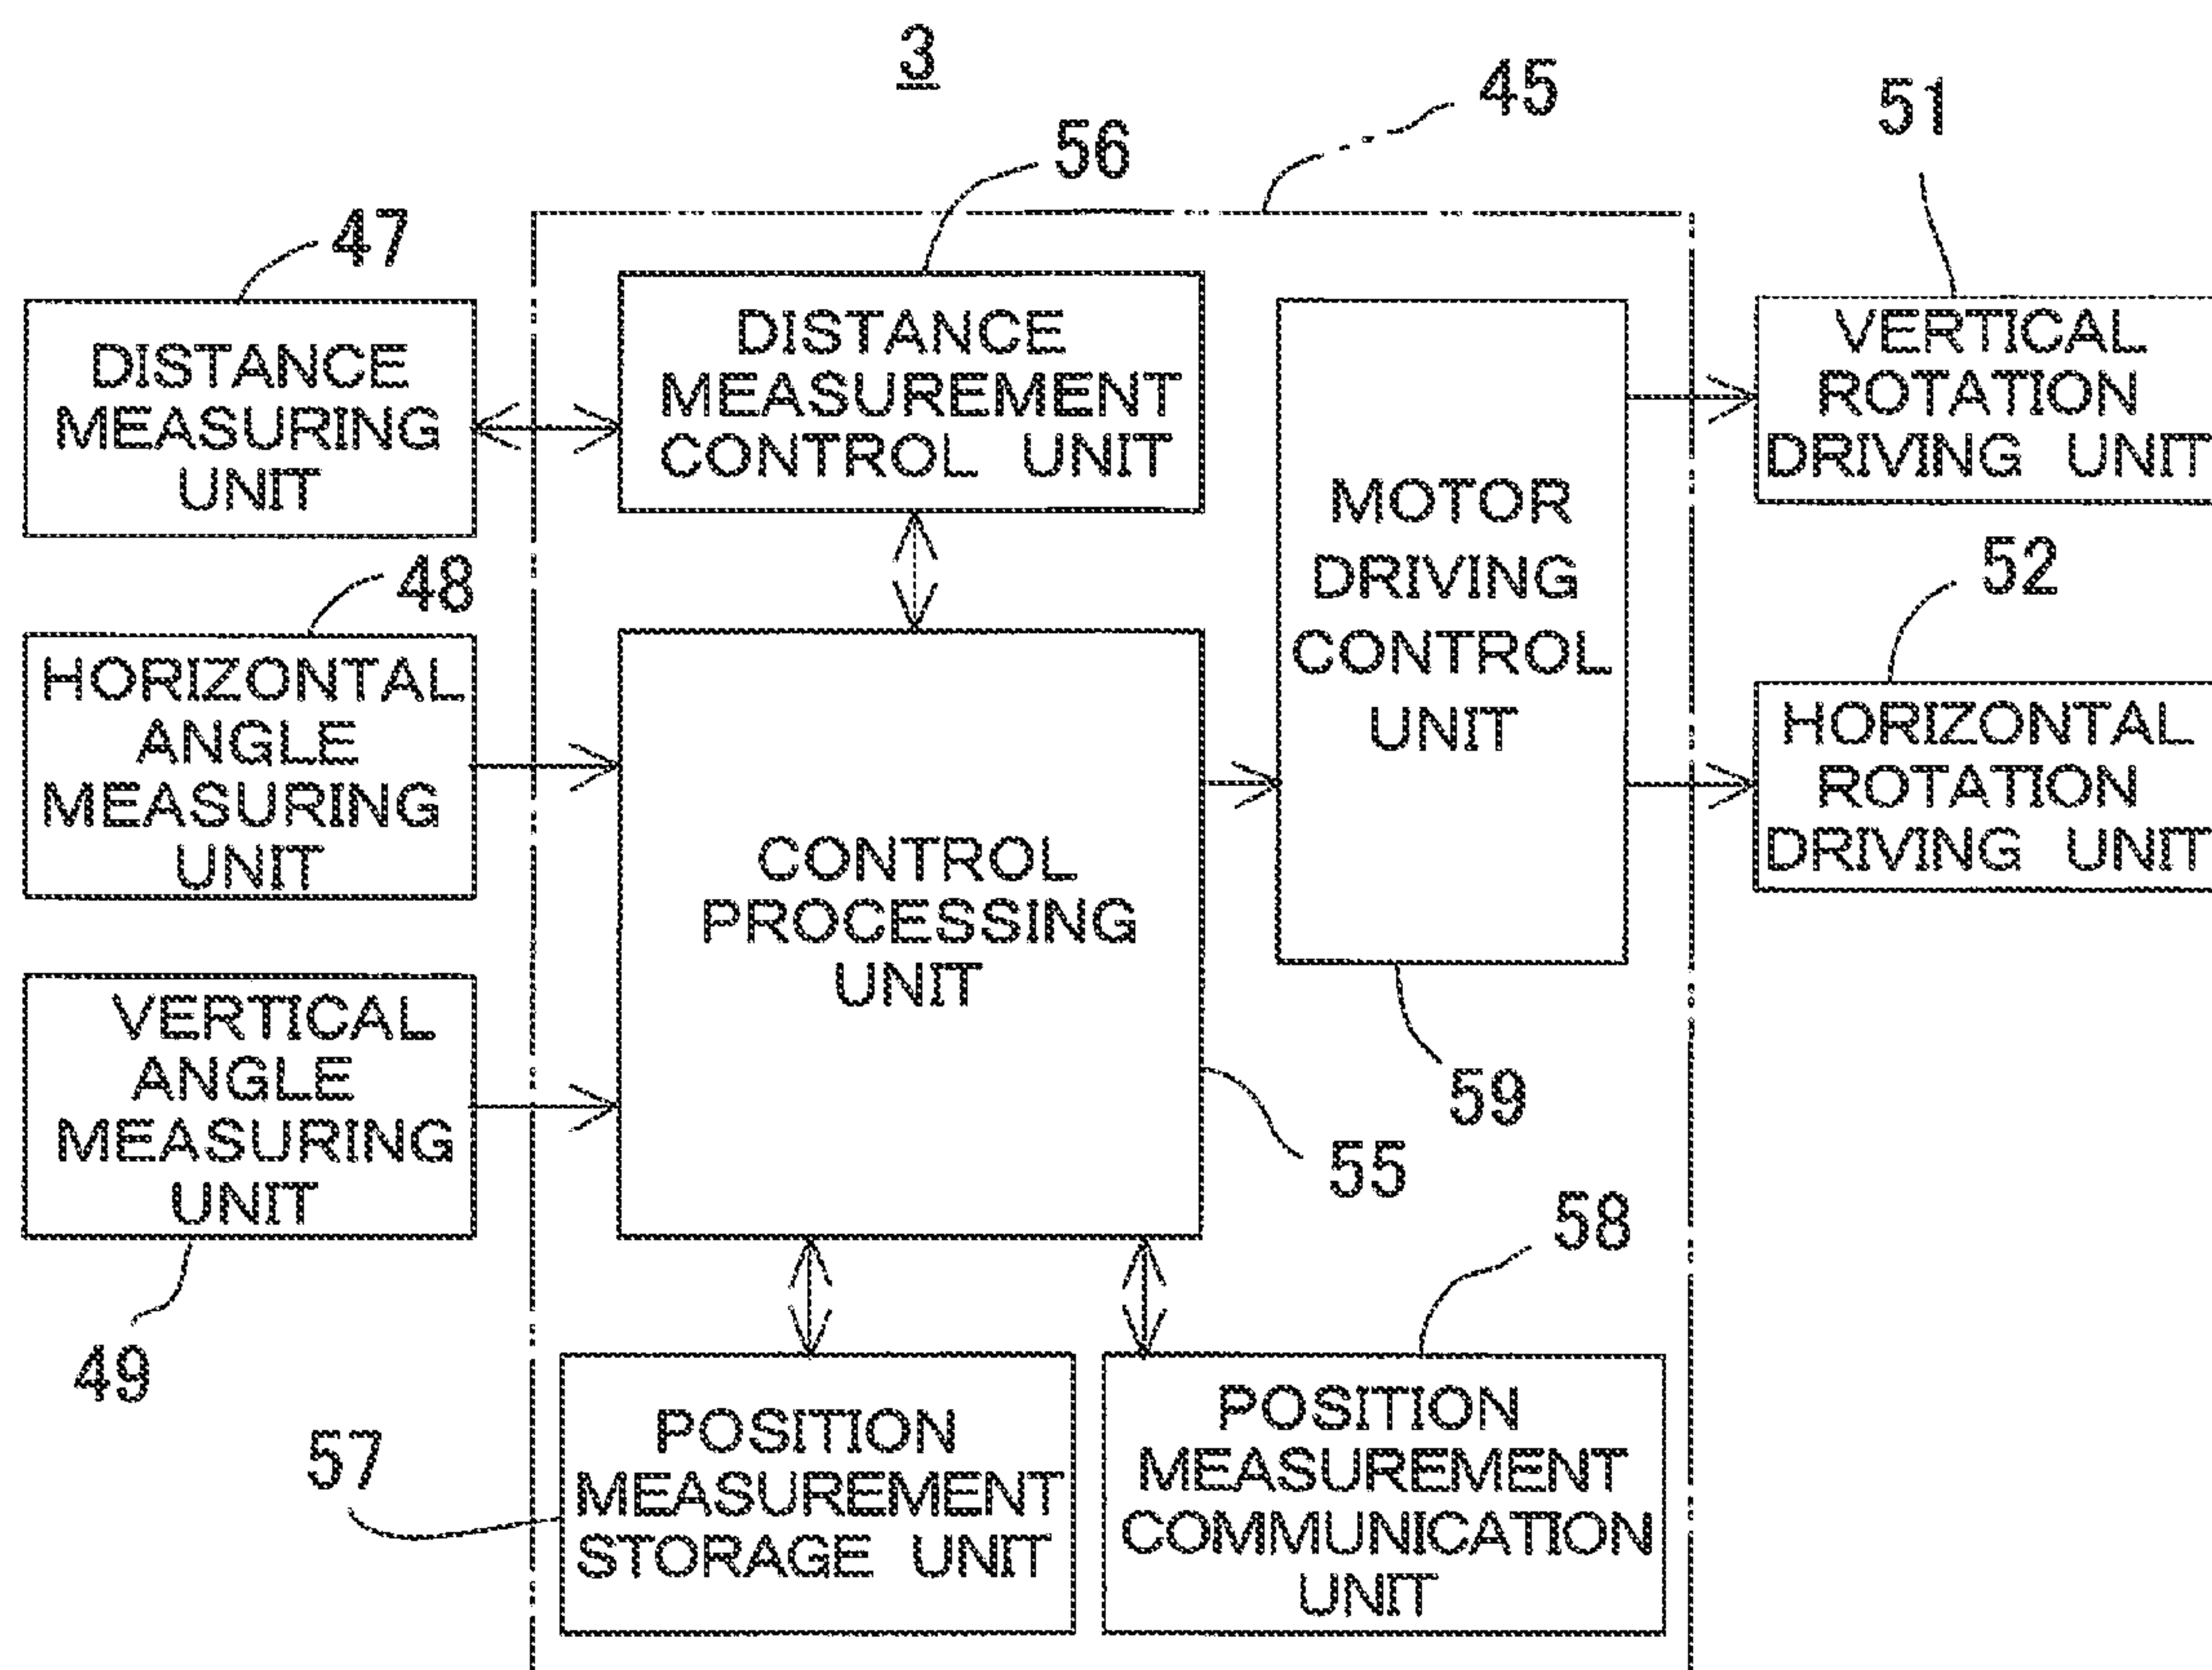 3
45
51
56
47
DISTANCE
MEASURING
UNIT
DISTANCE
MEASUREMENT
CONTROL UNIT
MOTOR
DRIVING
CONTROL
UNIT
VERTICAL
ROTATION
DRIVING UNIT
48
52
HORIZONTAL
ANGLE
MEASURING
UNIT
HORIZONTAL
ROTATION
DRIVING UNIT
CONTROL
PROCESSING
UNIT
VERTICAL
ANGLE
MEASURING
UNIT
59
55
58
49
57
POSITION
MEASUREMENT
STORAGE UNIT
POSITION
MEASUREMENT
COMMUNICATION
UNIT